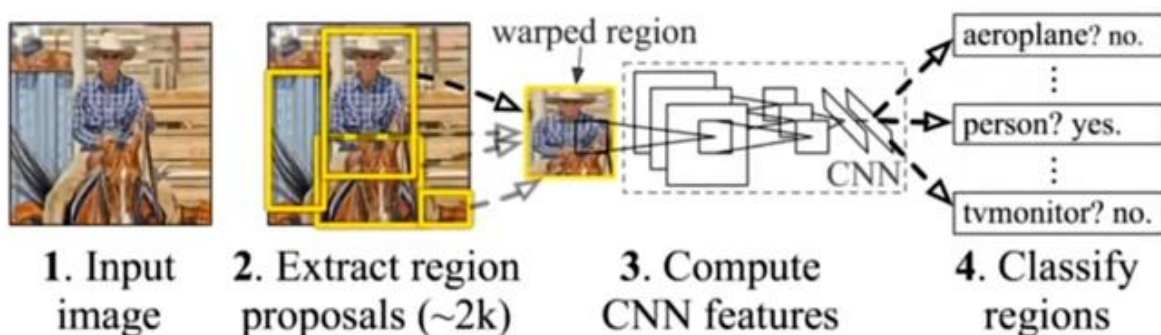 warped region
aeroplane? no.
⋮
person? yes.
CNN
⋮
tvmonitor? no.
1. Input
image
2. Extract region
proposals (~2k)
3. Compute
CNN features
4. Classify
regions